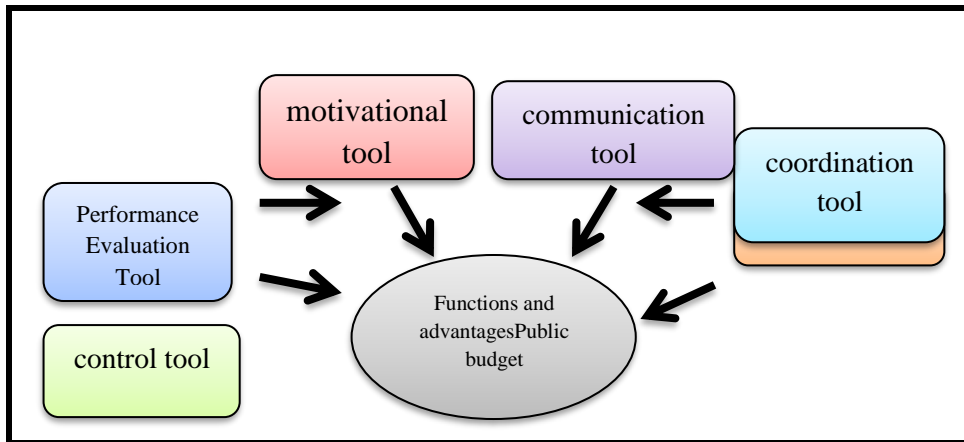 motivational
tool
communication
tool
coordination
tool
Performance
Evaluation
Tool
control tool
Functions and
advantagesPublic
budget